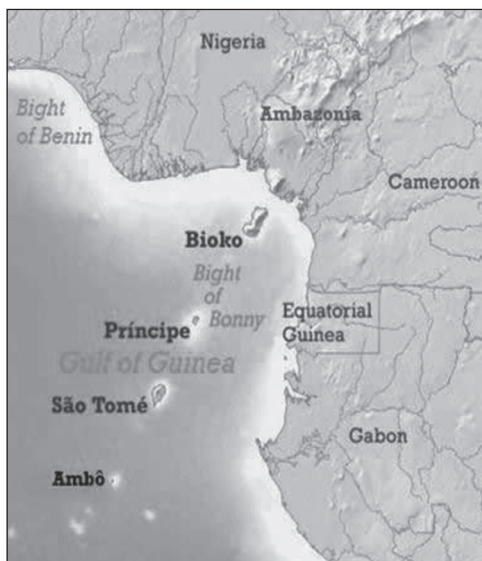 Nigeria
Bight
of Benin
Ambazonia
Cameroon
Bioko
Bight
of
Bonny
Equatorial
Guinea
Príncipe
Gulf of Guinea
São Tomé
Gabon
Ambô